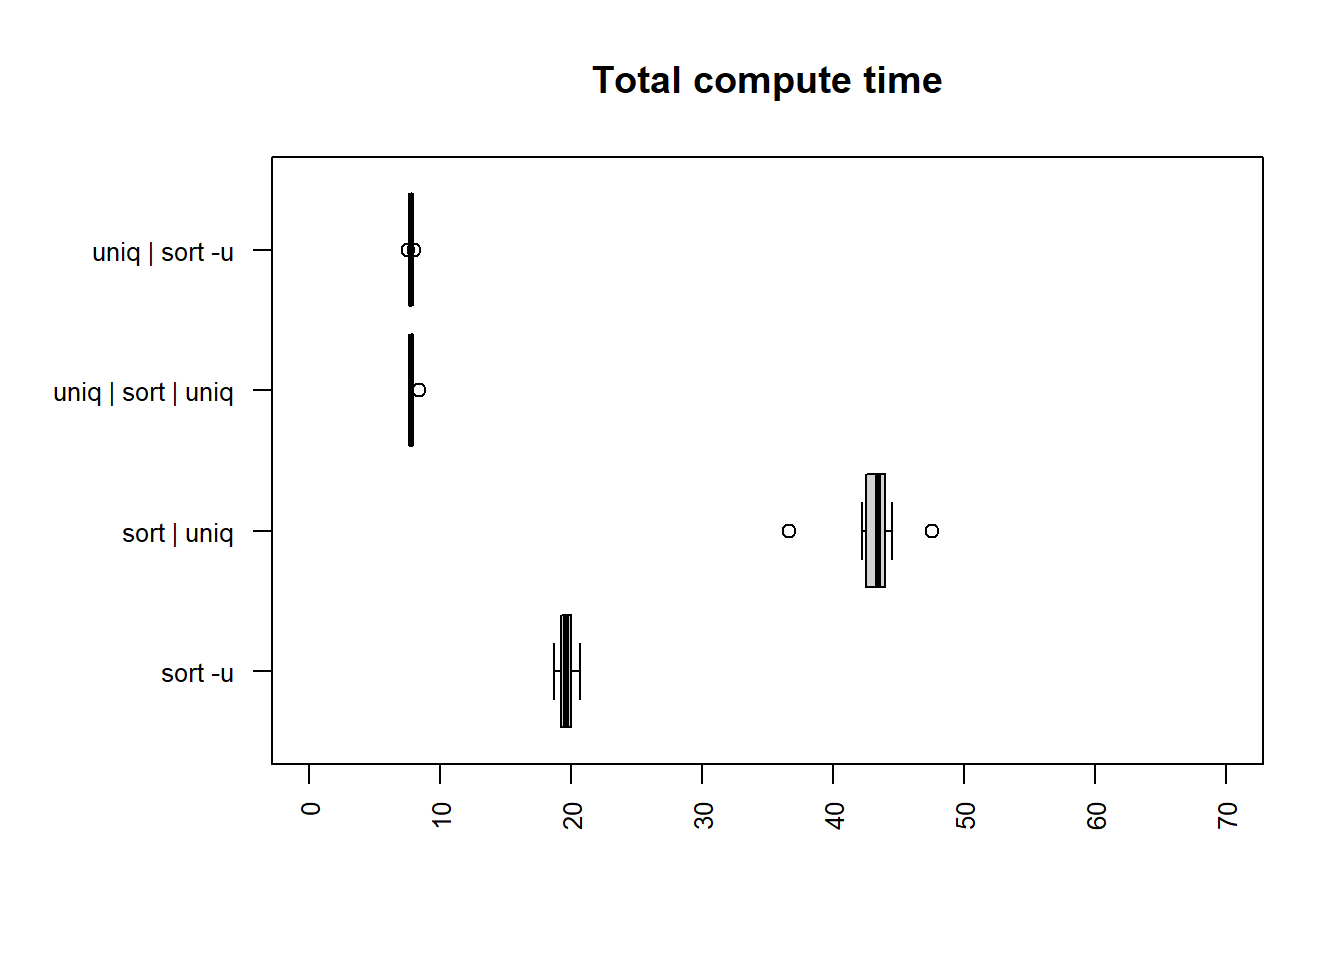 Total compute time
uniq | sort -u
uniq | sort | uniq
sort | uniq
sort -u
0 10 20 30 40 50 60 70